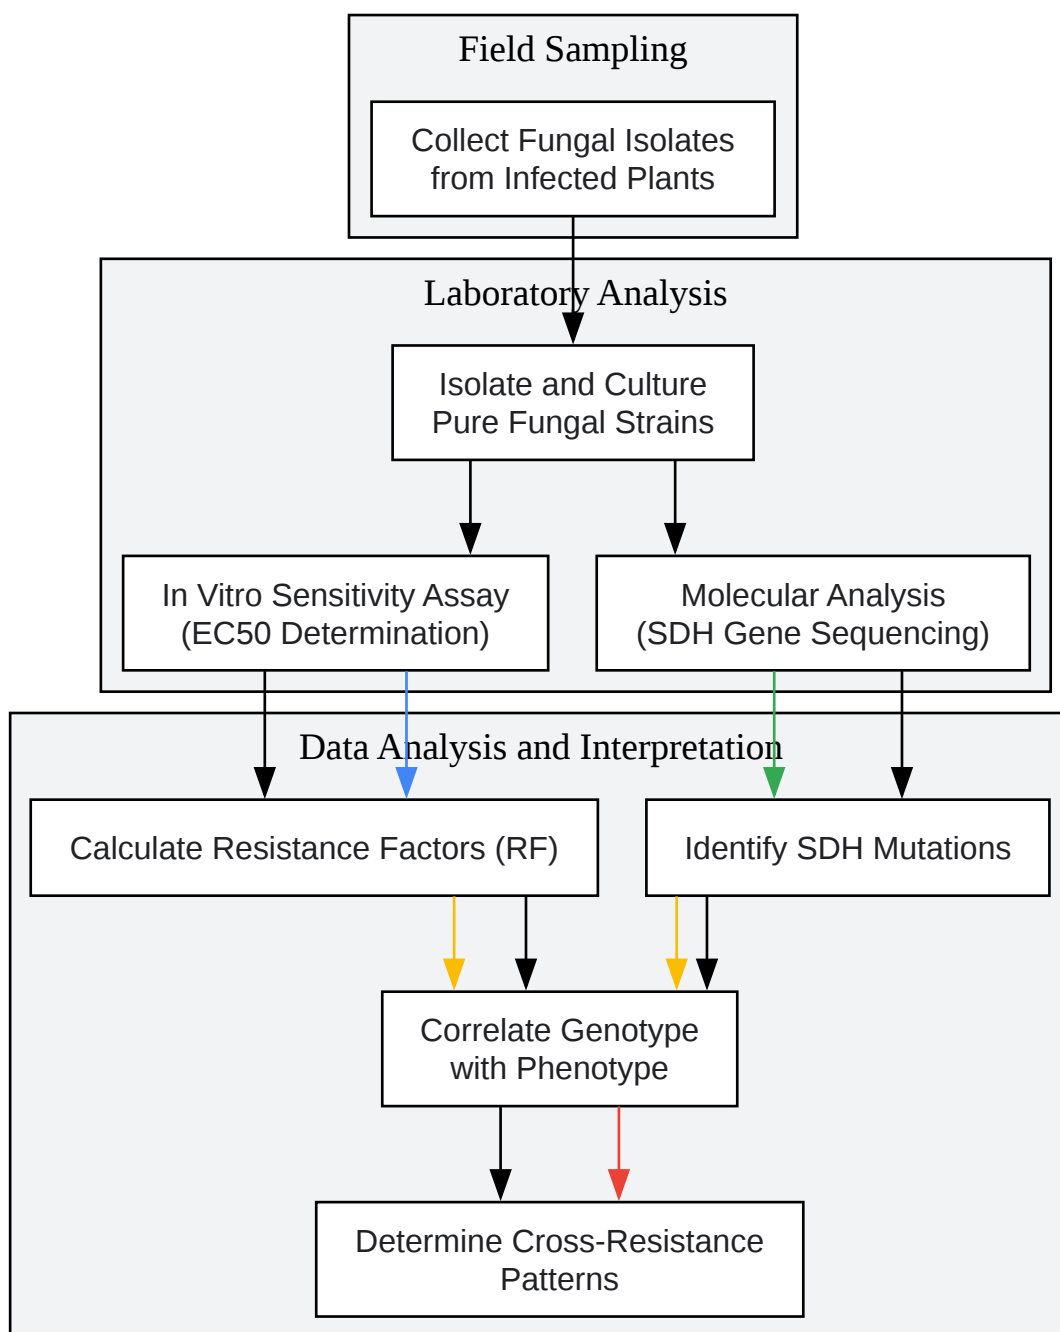 Field Sampling
Collect Fungal Isolates
from Infected Plants
Laboratory Analysis
Isolate and Culture
Pure Fungal Strains
In Vitro Sensitivity Assay
(EC50 Determination)
Molecular Analysis
(SDH Gene Sequencing)
Data Analysis and Interpretation
Calculate Resistance Factors (RF)
Identify SDH Mutations
Correlate Genotype
with Phenotype
Determine Cross-Resistance
Patterns